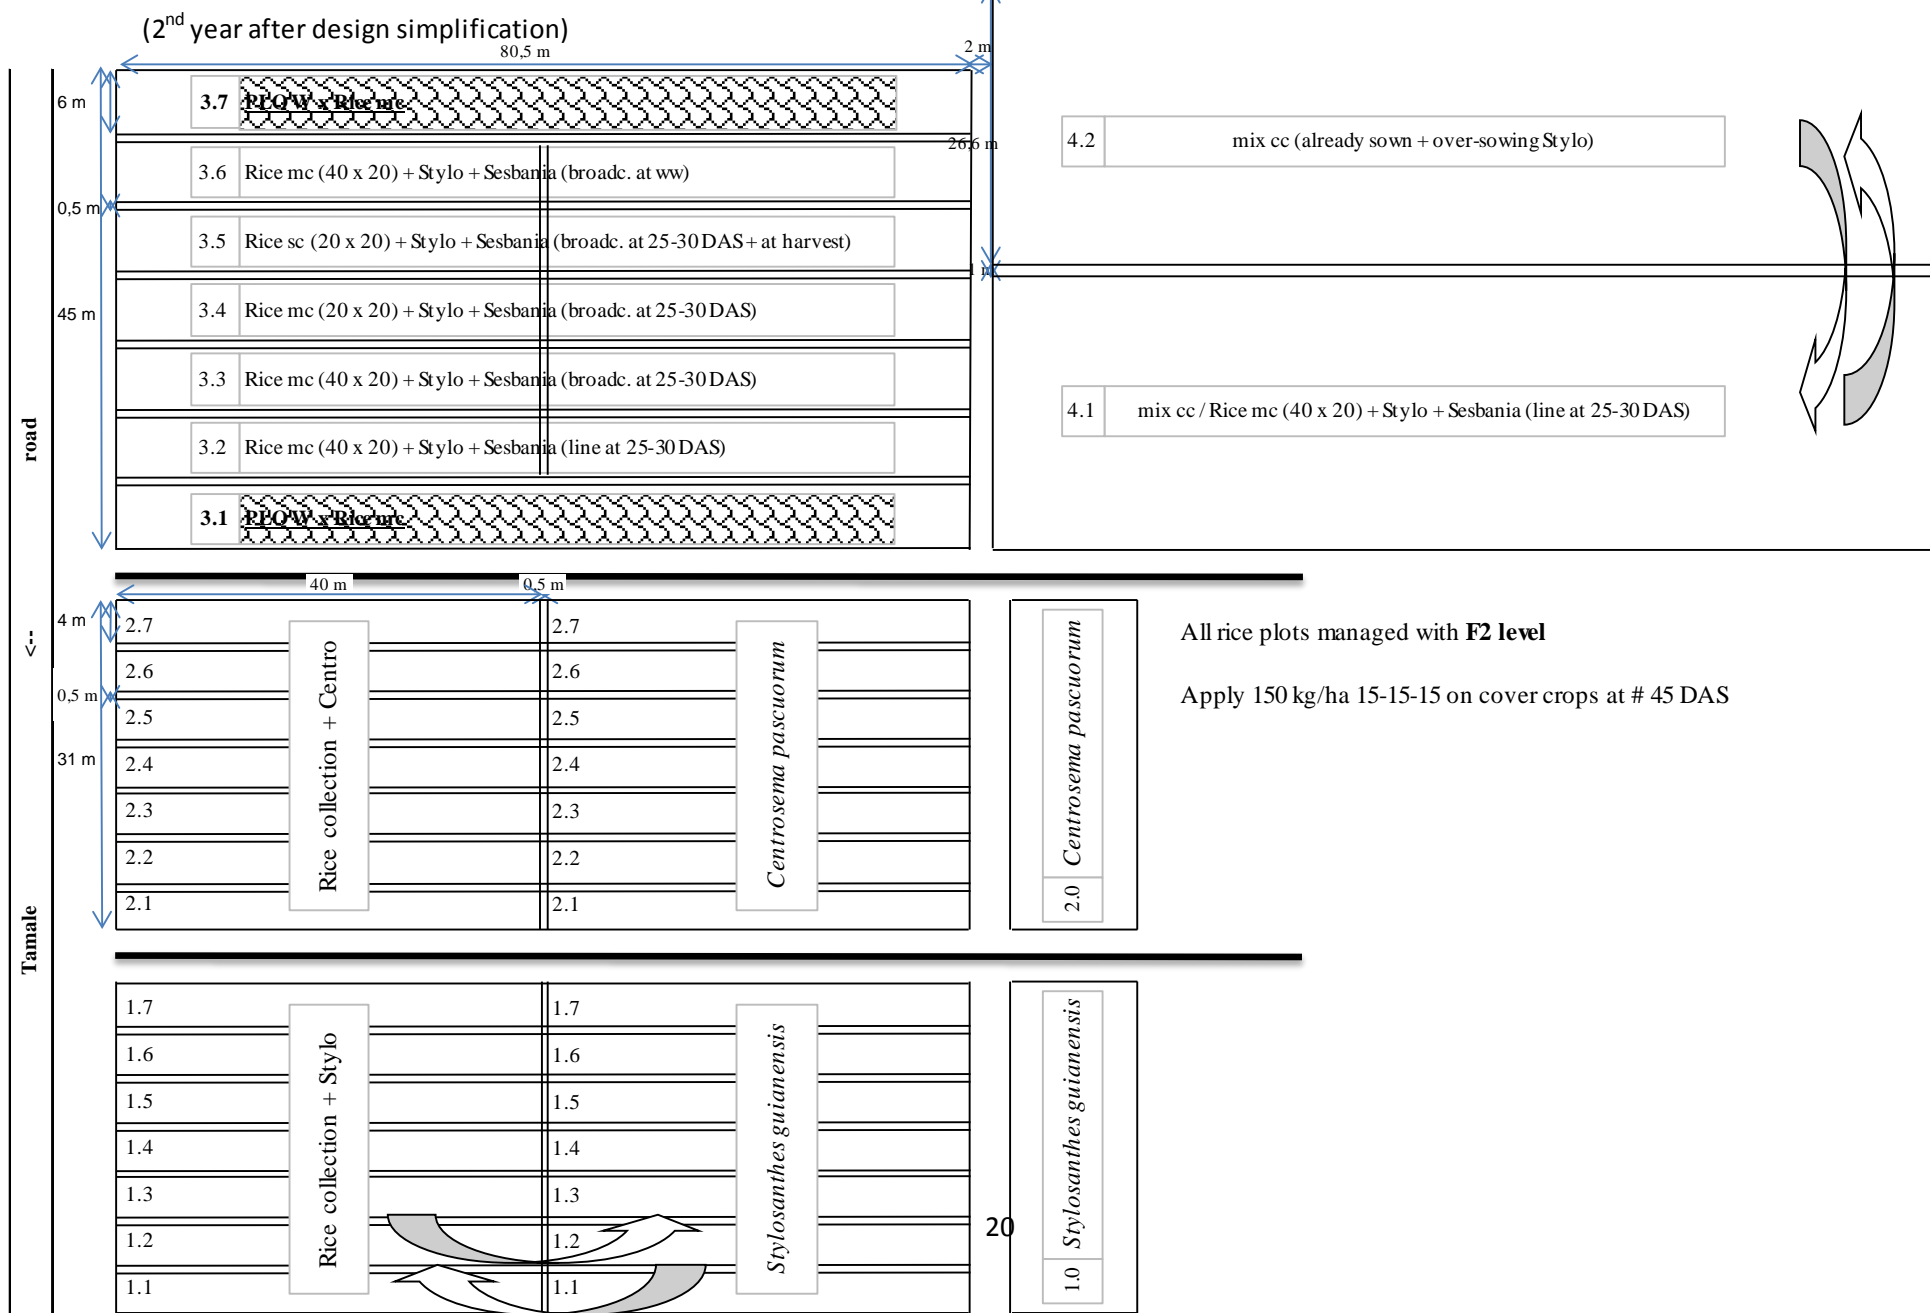 (2nd year after design simplification)
80,5 m
2 m
6 m
3.7 PLOW x Rice mc
26,6 m
4.2 mix cc (already sown + over-sowing Stylo)
3.6 Rice mc (40 x 20) + Stylo + Sesbania (broadc. at ww)
0,5 m
3.5 Rice sc (20 x 20) + Stylo + Sesbania (broadc. at 25-30 DAS + at harvest)
1 m
45 m
3.4 Rice mc (20 x 20) + Stylo + Sesbania (broadc. at 25-30 DAS)
3.3 Rice mc (40 x 20) + Stylo + Sesbania (broadc. at 25-30 DAS)
4.1 mix cc / Rice mc (40 x 20) + Stylo + Sesbania (line at 25-30 DAS)
3.2 Rice mc (40 x 20) + Stylo + Sesbania (line at 25-30 DAS)
3.1 PLOW x Rice mc
Tamale <-- road
40 m
0,5 m
4 m
0,5 m
31 m
2.7
2.6
2.5
2.4
2.3
2.2
2.1
Rice collection + Centro
2.7
2.6
2.5
2.4
2.3
2.2
2.1
Centrosema pascuorum
2.0 Centrosema pascuorum
All rice plots managed with F2 level
Apply 150 kg/ha 15-15-15 on cover crops at # 45 DAS
1.7
1.6
1.5
1.4
1.3
1.2
1.1
Rice collection + Stylo
1.7
1.6
1.5
1.4
1.3
1.2
1.1
Stylosanthes guianensis
1.0 Stylosanthes guianensis
20